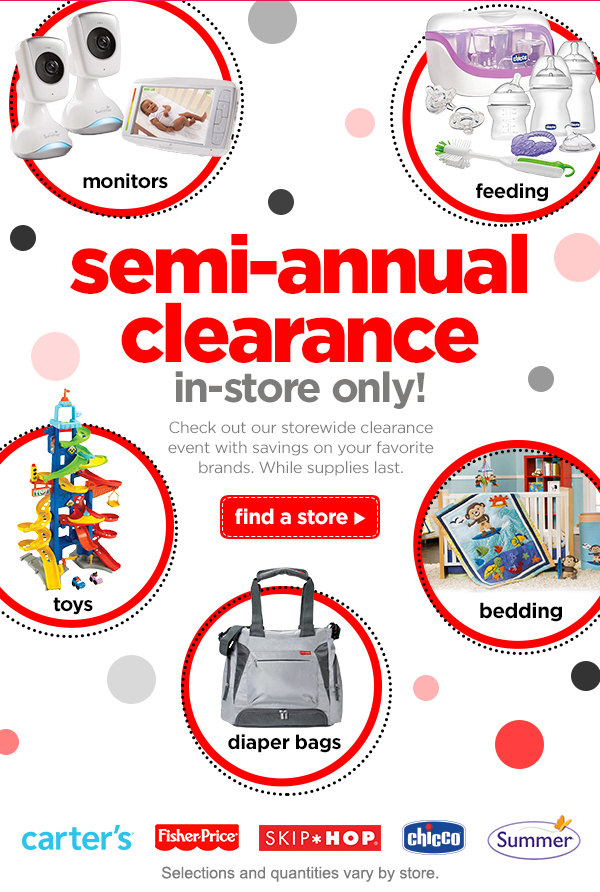 monitors
chicco
feeding
semi-annual
clearance
in-store only!
Check out our storewide clearance
event with savings on your favorite
brands. While supplies last.
find a store
toys
bedding
diaper bags
carter's
Fisher-Price
SKIP*HOP
chicco
Summer
Selections and quantities vary by store.